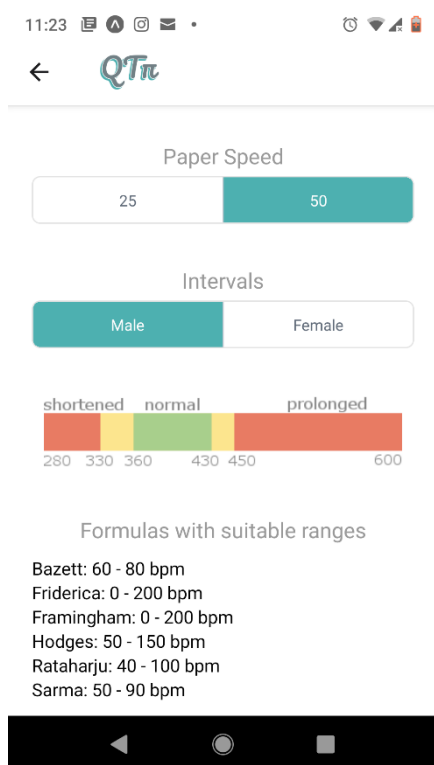 11:23
QTπ
Paper Speed
25 50
Intervals
Male Female
shortened normal prolonged
280 330 360 430 450 600
Formulas with suitable ranges
Bazett: 60 - 80 bpm
Friderica: 0 - 200 bpm
Framingham: 0 - 200 bpm
Hodges: 50 - 150 bpm
Rataharju: 40 - 100 bpm
Sarma: 50 - 90 bpm